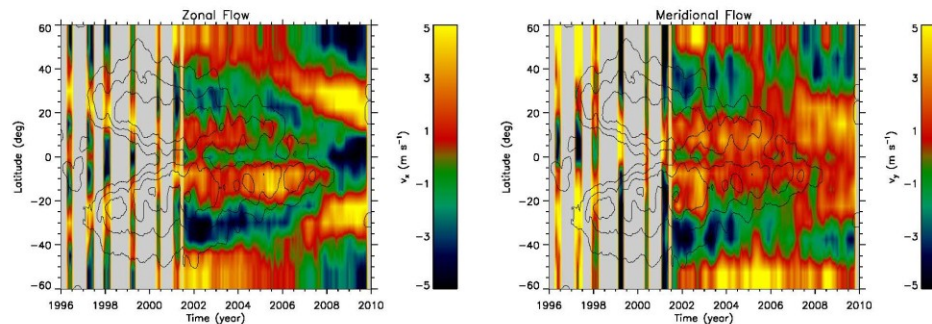 Zonal Flow
60
40
20
0
-20
-40
-60
Latitude (deg)
1996 1998 2000 2002 2004 2006 2008 2010
Time (year)
5
3
1
-1
-3
-5
vx (m s-1)
Meridional Flow
60
40
20
0
-20
-40
-60
Latitude (deg)
1996 1998 2000 2002 2004 2006 2008 2010
Time (year)
5
3
1
-1
-3
-5
vy (m s-1)